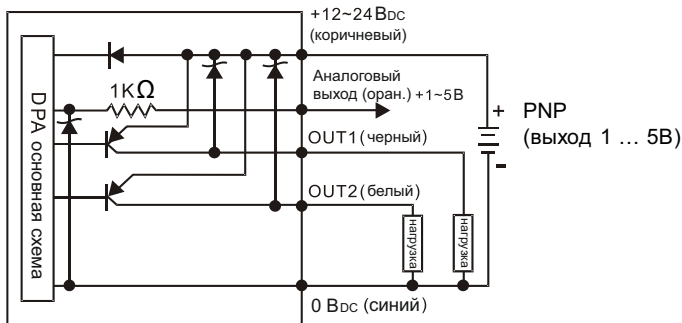 +12~24 BDC
(коричневый)
Аналоговый
выход (оран.) +1~5В
1KΩ
DPA основная схема
OUT1 (черный)
OUT2 (белый)
нагрузка
нагрузка
0 BDC (синий)
+
-
PNP
(выход 1 ... 5В)